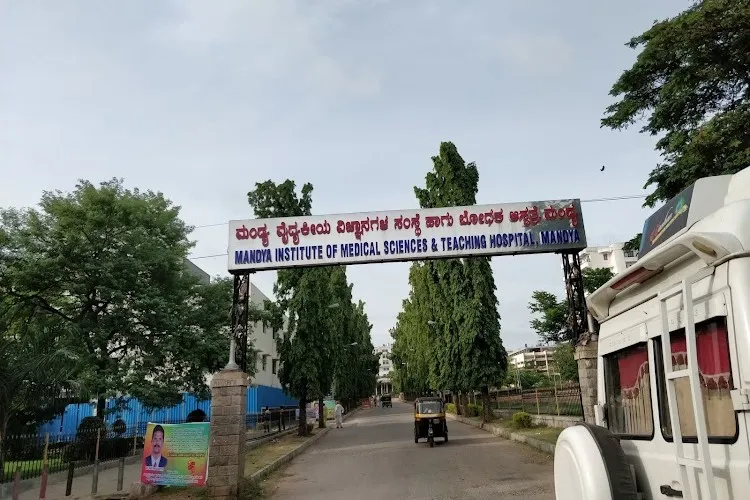 ಮಂಡ್ಯ ವೈದ್ಯಕೀಯ ವಿಜ್ಞಾನಗಳ ಸಂಸ್ಥೆ ಹಾಗು ಬೋಧಕ ಆಸ್ಪತ್ರೆ, ಮಂಡ್ಯ
MANDYA INSTITUTE OF MEDICAL SCIENCES & TEACHING HOSPITAL, MANDYA